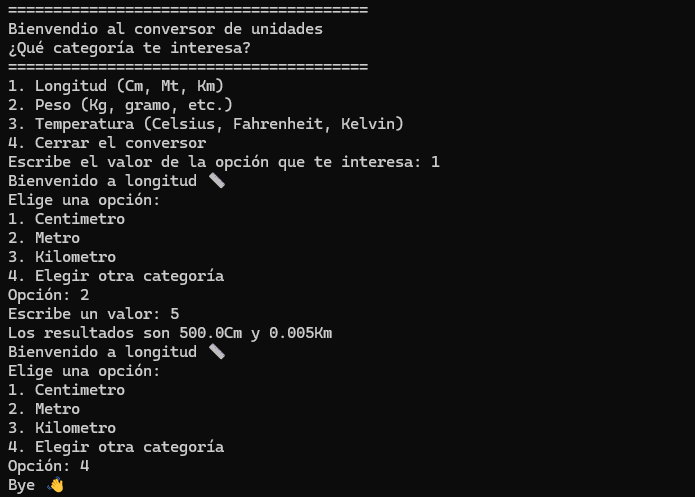 ========================================
Bienvendio al conversor de unidades
¿Qué categoría te interesa?
========================================
1. Longitud (Cm, Mt, Km)
2. Peso (Kg, gramo, etc.)
3. Temperatura (Celsius, Fahrenheit, Kelvin)
4. Cerrar el conversor
Escribe el valor de la opción que te interesa: 1
Bienvenido a longitud 📏
Elige una opción:
1. Centimetro
2. Metro
3. Kilometro
4. Elegir otra categoría
Opción: 2
Escribe un valor: 5
Los resultados son 500.0Cm y 0.005Km
Bienvenido a longitud 📏
Elige una opción:
1. Centimetro
2. Metro
3. Kilometro
4. Elegir otra categoría
Opción: 4
Bye 👋